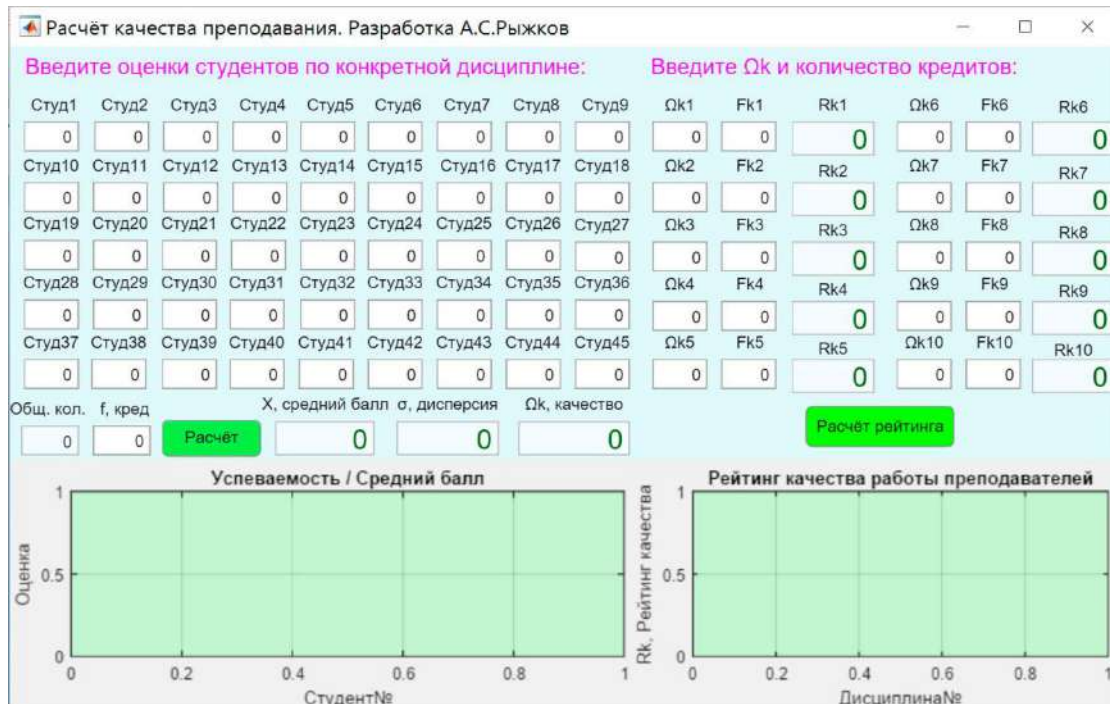 Расчёт качества преподавания. Разработка А.С.Рыжков
Введите оценки студентов по конкретной дисциплине: Введите Ωk и количество кредитов:
Студ1 Студ2 Студ3 Студ4 Студ5 Студ6 Студ7 Студ8 Студ9 Ωk1 Fk1 Rk1 Ωk6 Fk6 Rk6
0 0 0 0 0 0 0 0 0 0 0 0 0 0 0
Студ10 Студ11 Студ12 Студ13 Студ14 Студ15 Студ16 Студ17 Студ18 Ωk2 Fk2 Rk2 Ωk7 Fk7 Rk7
0 0 0 0 0 0 0 0 0 0 0 0 0 0 0
Студ19 Студ20 Студ21 Студ22 Студ23 Студ24 Студ25 Студ26 Студ27 Ωk3 Fk3 Rk3 Ωk8 Fk8 Rk8
0 0 0 0 0 0 0 0 0 0 0 0 0 0 0
Студ28 Студ29 Студ30 Студ31 Студ32 Студ33 Студ34 Студ35 Студ36 Ωk4 Fk4 Rk4 Ωk9 Fk9 Rk9
0 0 0 0 0 0 0 0 0 0 0 0 0 0 0
Студ37 Студ38 Студ39 Студ40 Студ41 Студ42 Студ43 Студ44 Студ45 Ωk5 Fk5 Rk5 Ωk10 Fk10 Rk10
0 0 0 0 0 0 0 0 0 0 0 0 0 0 0
Общ. кол. f, кред X, средний балл σ, дисперсия Ωk, качество
0 0 Расчёт 0 0 0 Расчёт рейтинга
Успеваемость / Средний балл
Оценка
1
0.5
0
0 0.2 0.4 0.6 0.8 1
Студент№
Рейтинг качества работы преподавателей
Rk, Рейтинг качества
1
0.5
0
0 0.2 0.4 0.6 0.8 1
Дисциплина№